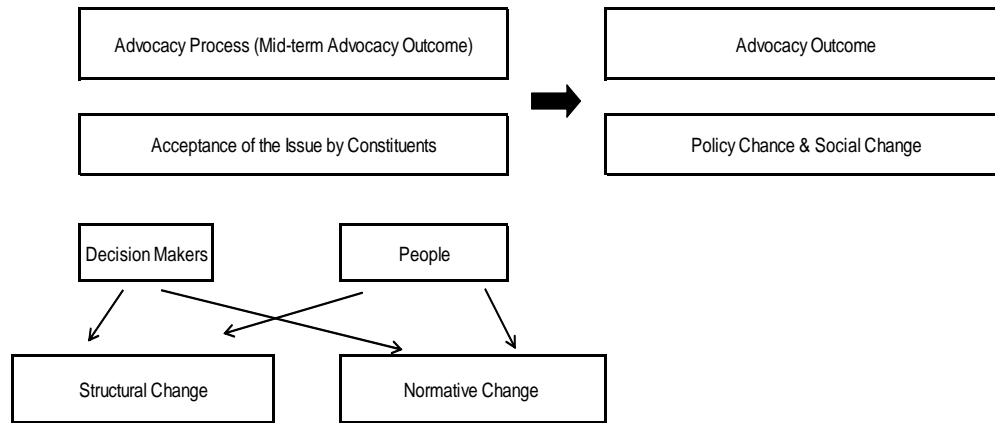 Advocacy Process (Mid-term Advocacy Outcome)
Advocacy Outcome
Acceptance of the Issue by Constituents
Policy Chance & Social Change
Decision Makers
People
Structural Change
Normative Change